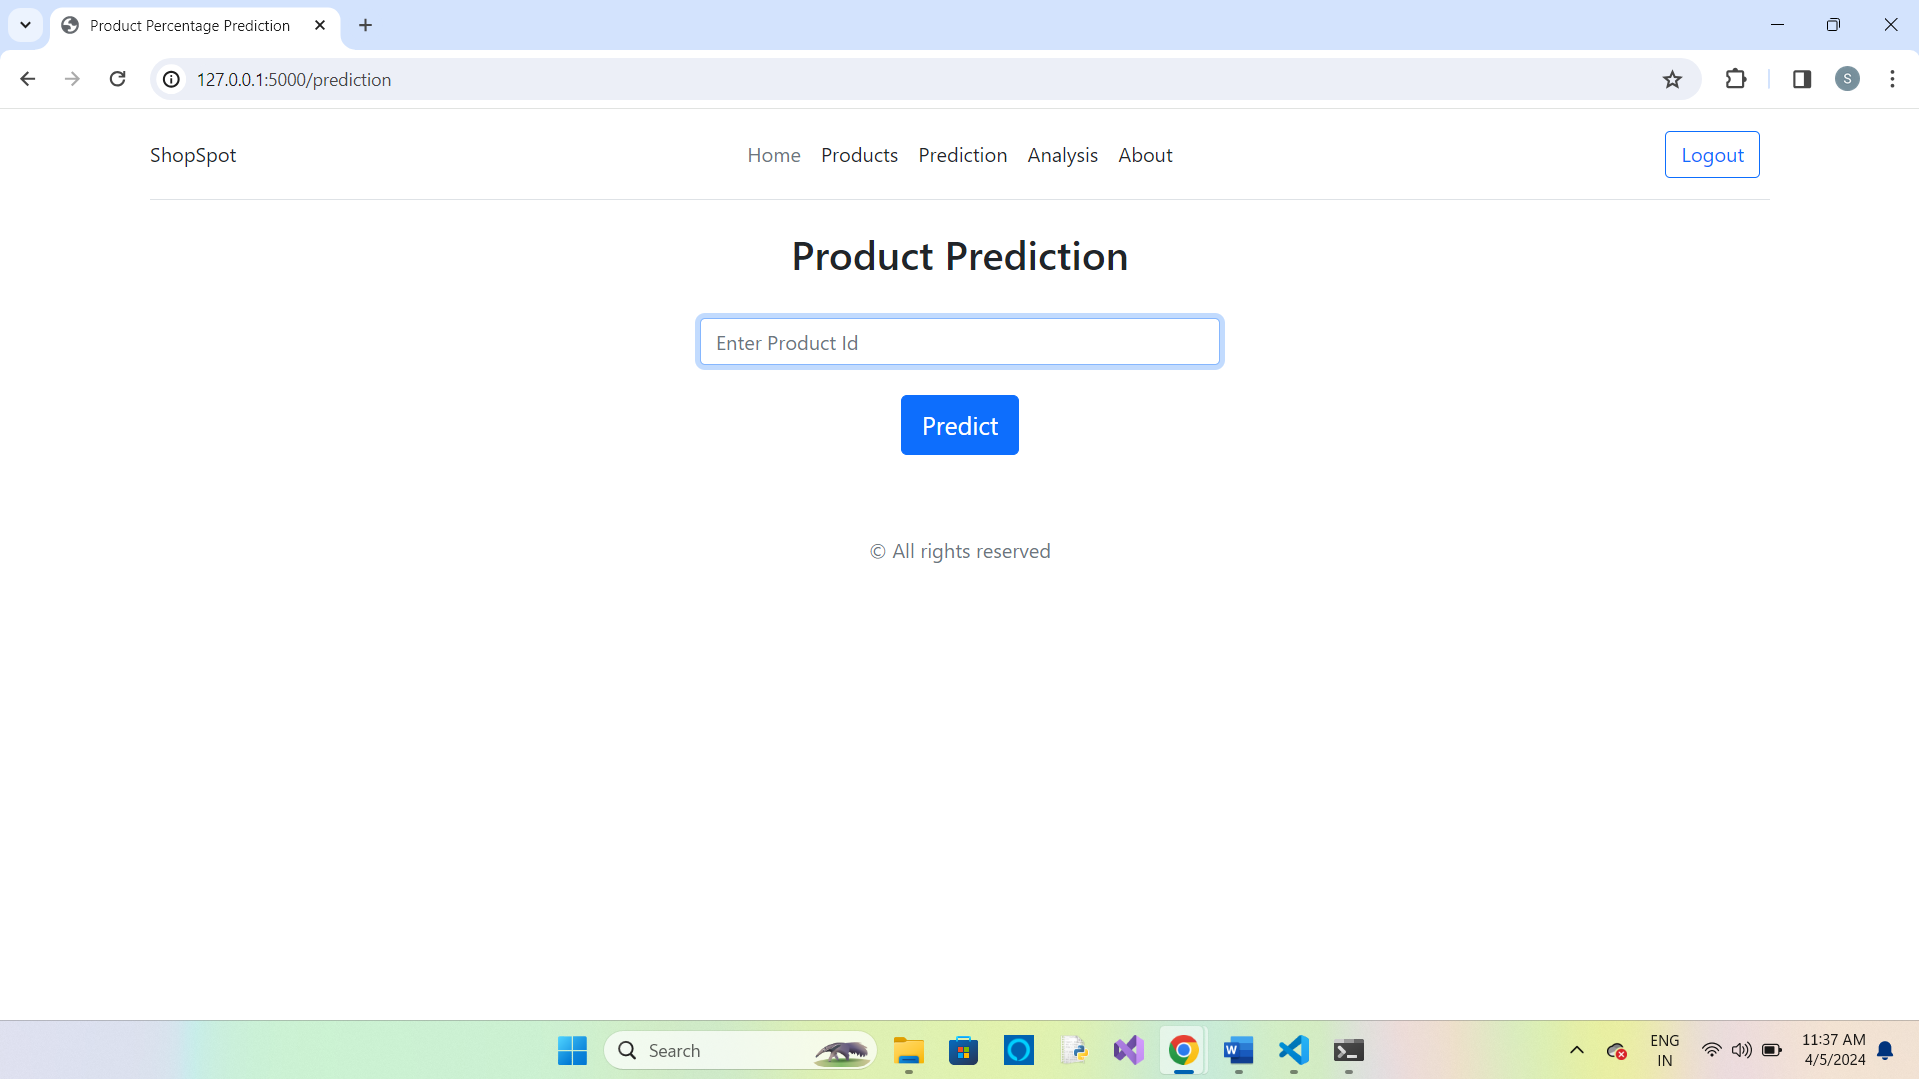 Product Percentage Prediction
127.0.0.1:5000/prediction
S
ShopSpot
Home Products Prediction Analysis About
Logout
Product Prediction
Enter Product Id
Predict
© All rights reserved
Search
ENG
IN
11:37 AM
4/5/2024